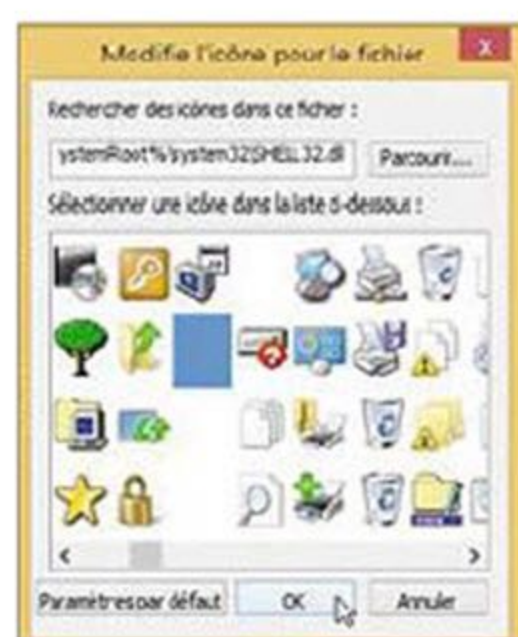 Modifie l'icône pour le fichier
x
Rechercher des icônes dans ce fichier :
ystemRoot%\system32\SHELL32.dll
Parcourir...
Sélectionner une icône dans la liste ci-dessous :
Paramètres par défaut
OK
Annuler